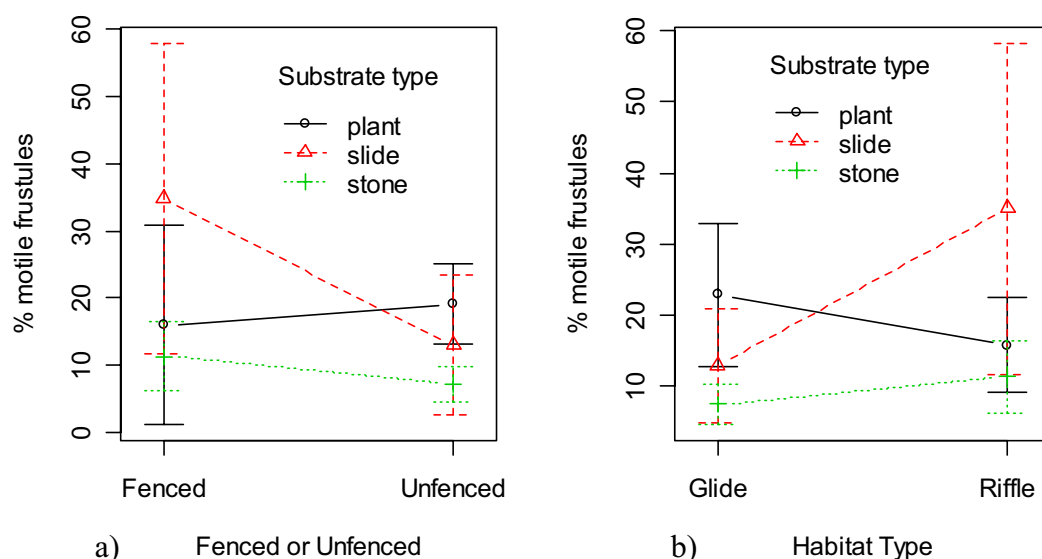 % motile frustules
60
50
40
30
20
10
0
Substrate type
plant
slide
stone
Fenced
Unfenced
a) Fenced or Unfenced
% motile frustules
60
50
40
30
20
10
Substrate type
plant
slide
stone
Glide
Riffle
b) Habitat Type